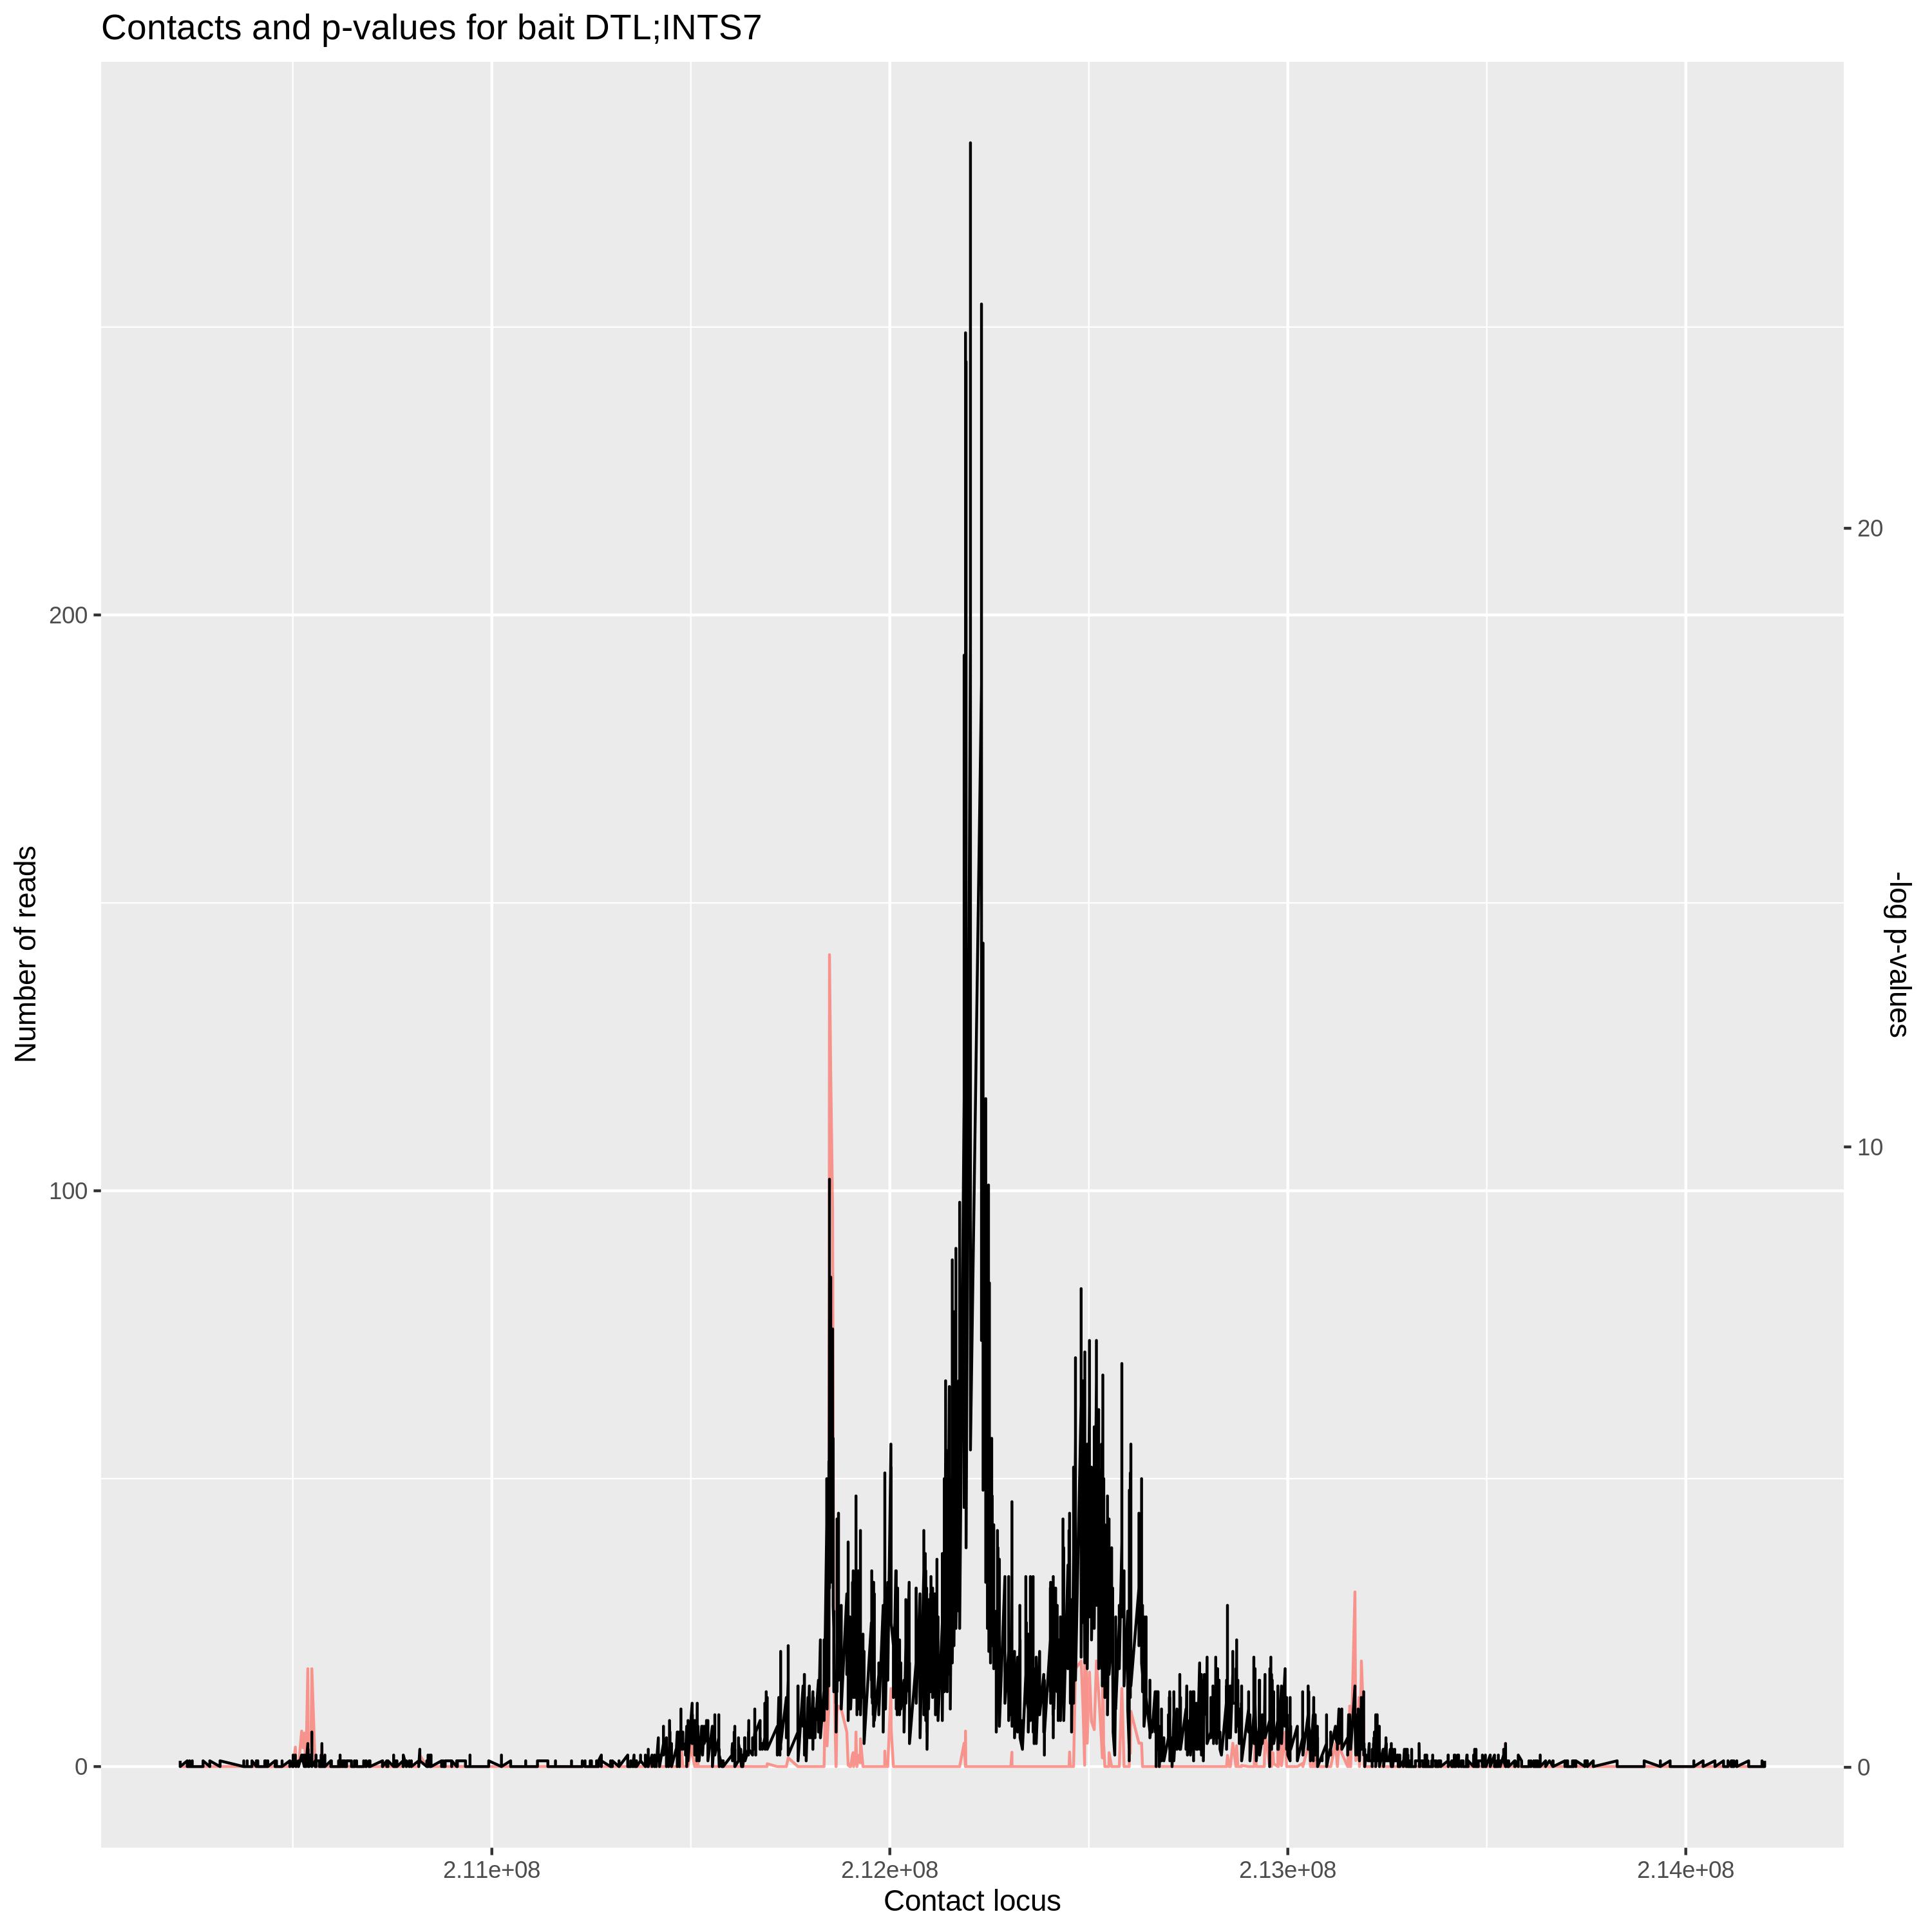 Contacts and p-values for bait DTL;INTS7
Number of reads
200
100
0
20
10
0
-log p-values
2.11e+08
2.12e+08
2.13e+08
2.14e+08
Contact locus